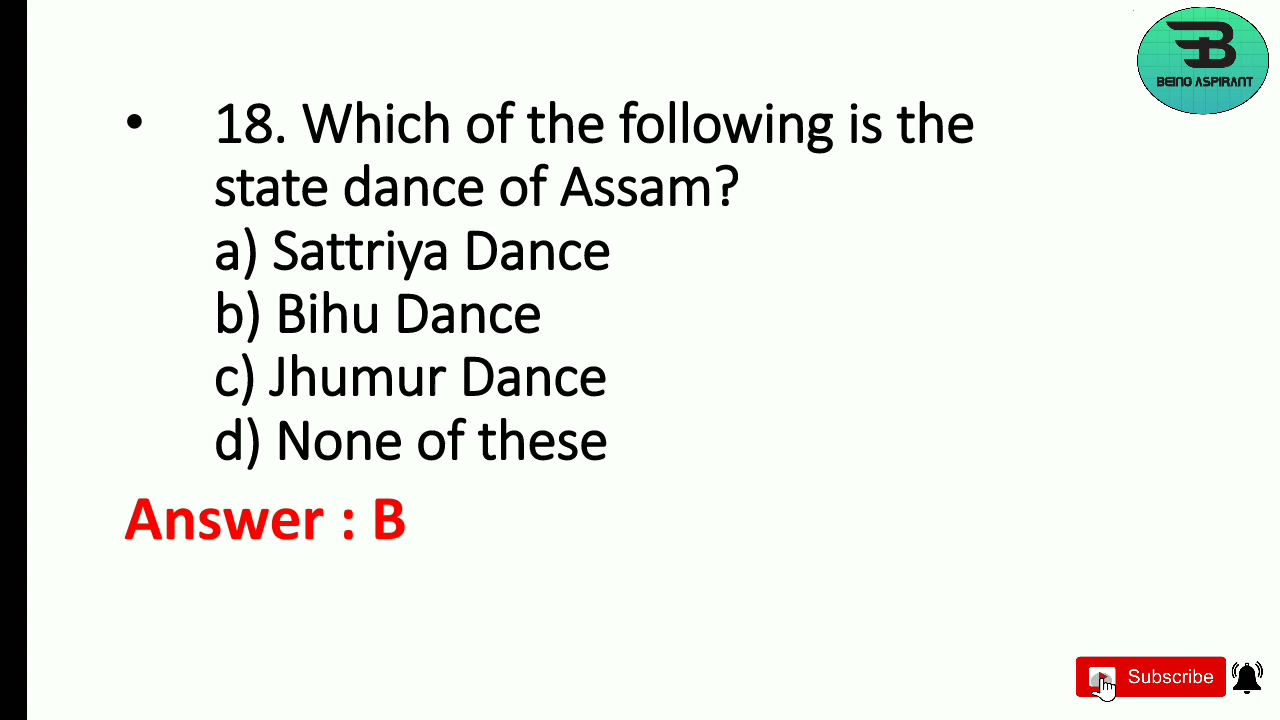 BEING ASPIRANT
• 18. Which of the following is the
state dance of Assam?
a) Sattriya Dance
b) Bihu Dance
c) Jhumur Dance
d) None of these
Answer : B
Subscribe